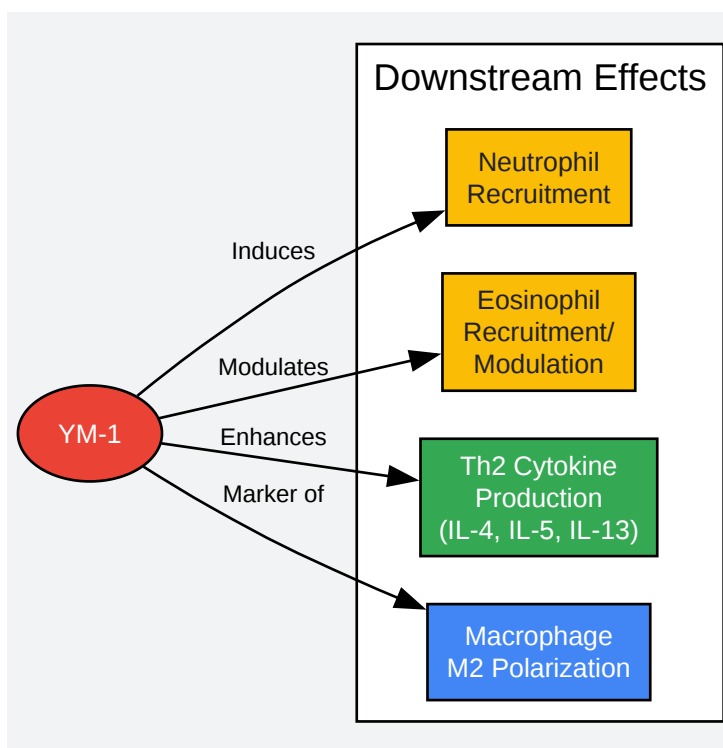 Downstream Effects
Neutrophil
Recruitment
Induces
Eosinophil
Recruitment/
Modulation
Modulates
YM-1
Enhances
Th2 Cytokine
Production
(IL-4, IL-5, IL-13)
Marker of
Macrophage
M2 Polarization